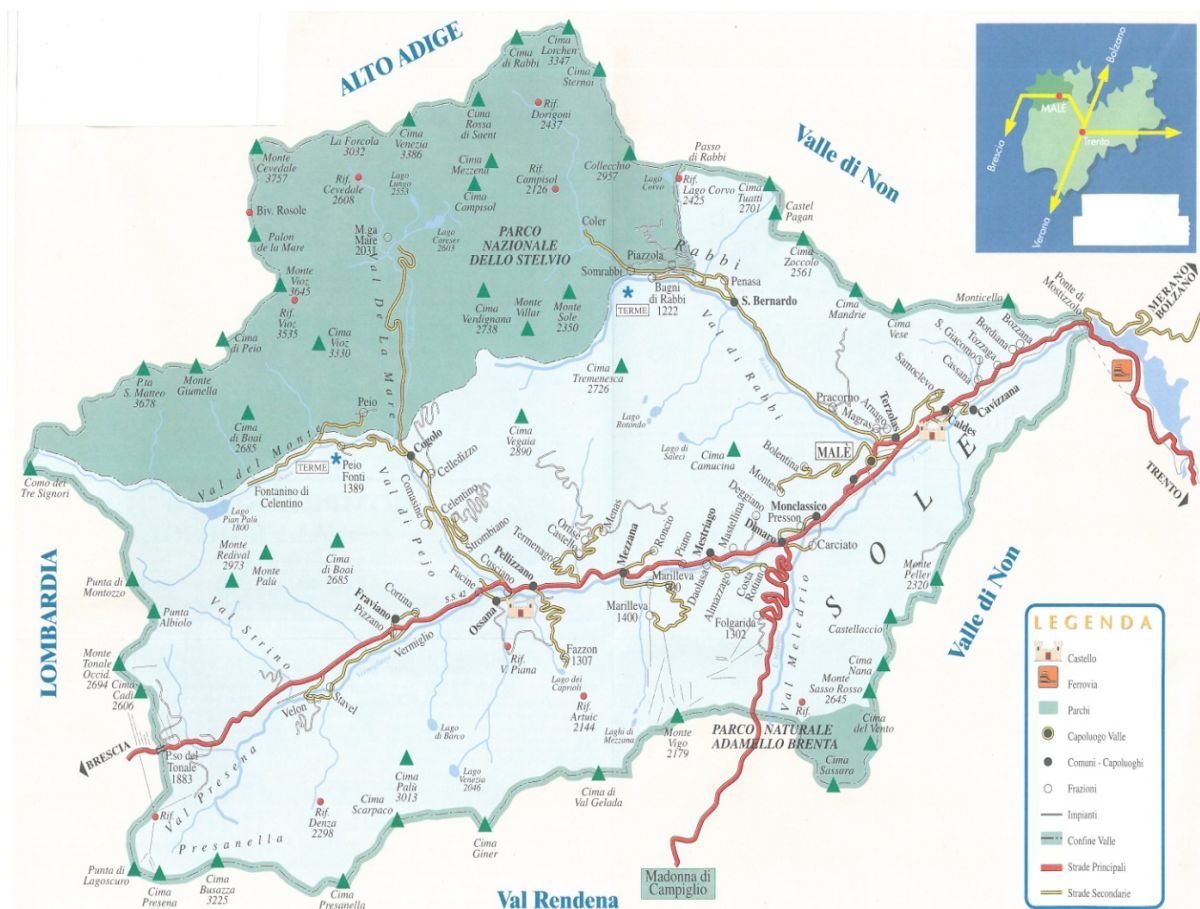 ALTO ADIGE
Cima
di Rabbi
Cima
Lorchen
3347
Cima
Sternai
Rif.
Dorigoni
2437
Cima
Rossa
di Saent
Cima
Venezia
3386
La Forcola
3032
Monte
Cevedale
3757
Rif.
Cevedale
2608
Lago
Lungo
2553
Cima
Mezzena
Cima
Campisol
Rif.
Campisol
2126
Collecchio
2957
Passo
di Rabbi
Lago
Corvo
Rif.
Lago Corvo
2425
Cima
Tuatti
2701
Castel
Pagan
Cima
Zoccolo
2561
Valle di Non
Bolzano
MALÈ
Trento
Brescia
Verona
Biv. Rosole
Palon
de la Mare
M.ga
Mare
2031
Lago
Careser
2603
PARCO
NAZIONALE
DELLO STELVIO
Coler
Somrabbi
Piazzola
Rabbi
Bagni
di Rabbi
1222
Penasa
S. Bernardo
TERME
Monte
Vioz
3645
Rif.
Vioz
3535
Cima
Vioz
3330
Val De La Mare
Cima
Verdignana
2738
Monte
Villar
Monte
Sole
2350
Cima
Mandrie
Cima
Vese
Monticella
Ponte di
Mostizzolo
MERANO
BOLZANO
Cima
di Peio
P.ta
S. Matteo
3678
Monte
Giumella
Cima
di Boai
2685
Peio
Val del Monte
Cima
Tremenesca
2726
Val di Rabbi
Samoclevo
S. Giacomo
Tozzaga
Bordiana
Bozzana
Cassana
Cavizzana
Caldes
Terzolas
Arnago
Magras
Pracorno
MALÈ
Bolentina
Montes
TRENTO
Corno dei
Tre Signori
TERME
Peio
Fonti
1389
Fontanino di
Celentino
Lago
Pian Palù
1800
Cogolo
Celledizzo
Comasine
Celentino
Strombiano
Val di pejo
Cima
Vegaia
2890
Lago
Rotondo
Lago di
Saleci
Cima
Camucina
LOMBARDIA
Punta di
Montozzo
Punta
Albiolo
Monte
Redival
2973
Monte
Palù
Cima
di Boai
2685
Val Strino
Fraviano
Cortina
Pizzano
Vermiglio
S.S. 42
Fucine
Ossana
Cusciano
Pellizzano
Termenago
Castello
Ortisè
Menas
Mezzana
Roncio
Marilleva
Marilleva
1400
Piano
Mestriago
Daolasa
Mastellina
Almazzago
Costa
Rotian
Deggiano
Dimaro
Monclassico
Presson
Carciato
Folgarida
1302
Val Meledrio
SOLE
Monte
Peller
2320
Castellaccio
Cima
Nana
Monte
Sasso Rosso
2645
Rif.
Valle di Non
Monte
Tonale
Occid.
2694
Cima
Cadi
2606
Velon
Stavel
Rif.
V. Piana
Fazzon
1307
Lago dei
Caprioli
Rif.
Artuic
2144
Laghi di
Mezzana
Monte
Vigo
2179
PARCO NATURALE
ADAMELLO BRENTA
Cima
del Vento
Cima
Sassara
BRESCIA
P.so del
Tonale
1883
Val Presena
Rif.
Lago
di Barco
Lago
Venezia
2046
Cima
Palù
3013
Rif.
Denza
2298
Cima
Scarpaco
Cima
Giner
Cima di
Val Gelada
Presanella
Punta di
Lagoscuro
Cima
Presena
Cima
Busazza
3225
Cima
Presanella
Val Rendena
Madonna di
Campiglio
LEGENDA
Castello
Ferrovia
Parchi
Capoluogo Valle
Comuni - Capoluoghi
Frazioni
Impianti
Confine Valle
Strade Principali
Strade Secondarie